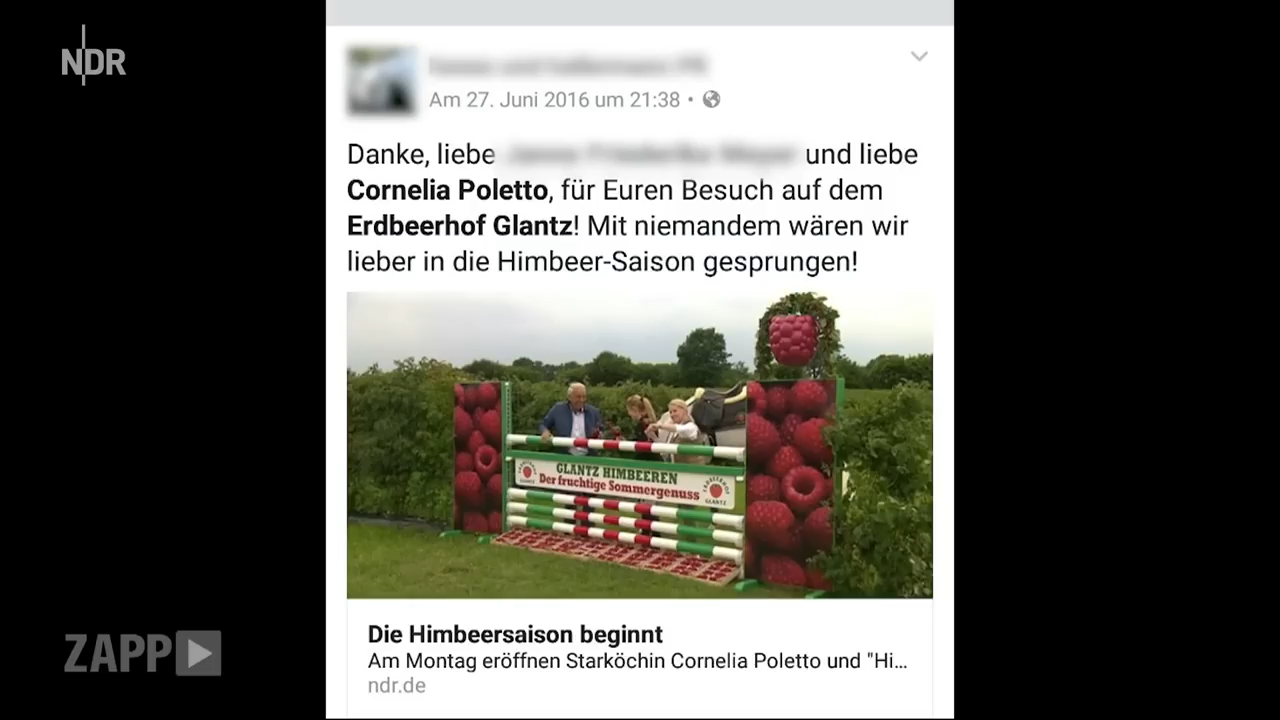 NDR
Am 27. Juni 2016 um 21:38 •
Danke, liebe und liebe
Cornelia Poletto, für Euren Besuch auf dem
Erdbeerhof Glantz! Mit niemandem wären wir
lieber in die Himbeer-Saison gesprungen!
GLANTZ HIMBEEREN
Der fruchtige Sommergenuss
ERDBEERHOF
GLANTZ
Die Himbeersaison beginnt
Am Montag eröffnen Starköchin Cornelia Poletto und "Hi...
ndr.de
ZAPP